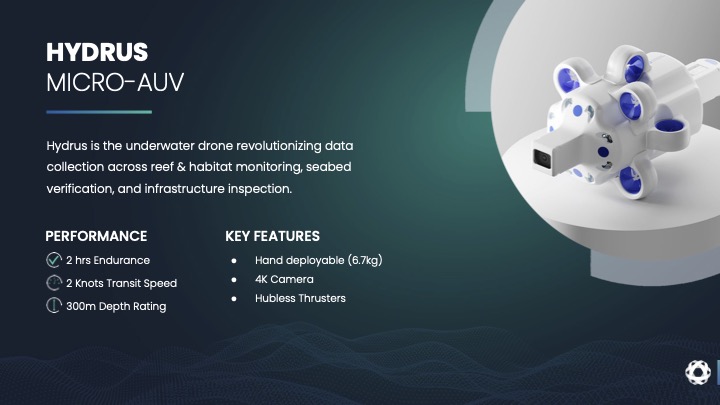 HYDRUS
MICRO-AUV
Hydrus is the underwater drone revolutionizing data
collection across reef & habitat monitoring, seabed
verification, and infrastructure inspection.
PERFORMANCE
2 hrs Endurance
2 Knots Transit Speed
300m Depth Rating
KEY FEATURES
● Hand deployable (6.7kg)
● 4K Camera
● Hubless Thrusters